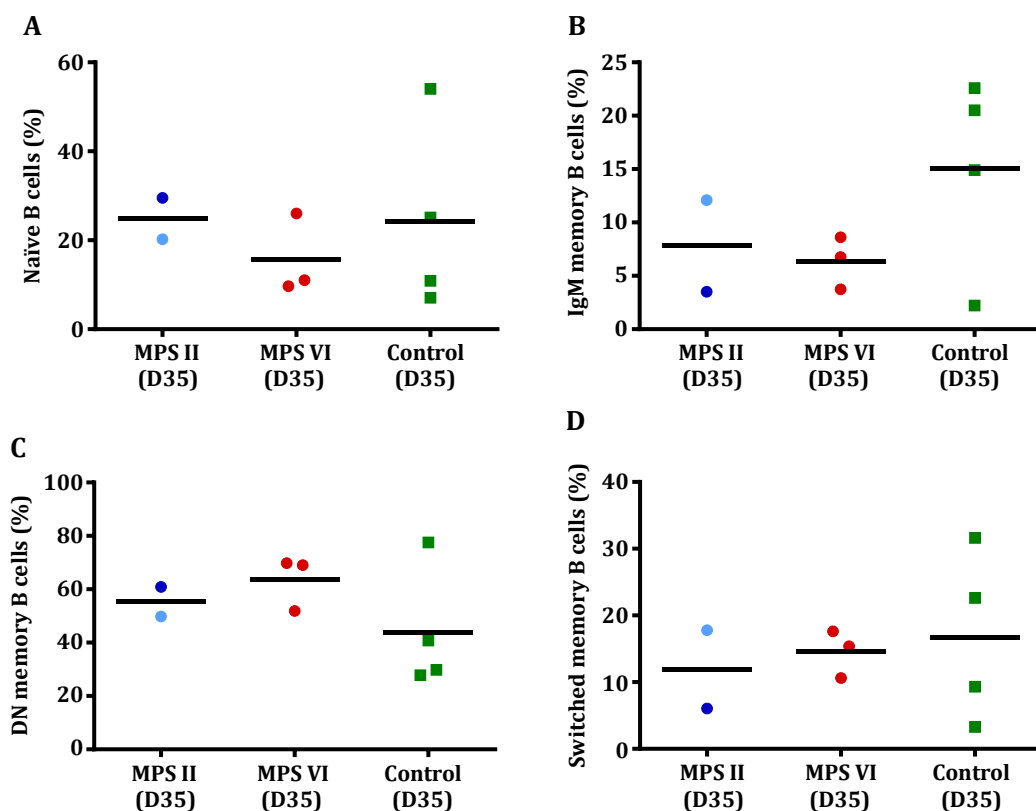 A
Naïve B cells (%)
60
40
20
0
MPS II
(D35)
MPS VI
(D35)
Control
(D35)
B
IgM memory B cells (%)
25
20
15
10
5
0
MPS II
(D35)
MPS VI
(D35)
Control
(D35)
C
DN memory B cells (%)
100
80
60
40
20
0
MPS II
(D35)
MPS VI
(D35)
Control
(D35)
D
Switched memory B cells (%)
40
30
20
10
0
MPS II
(D35)
MPS VI
(D35)
Control
(D35)